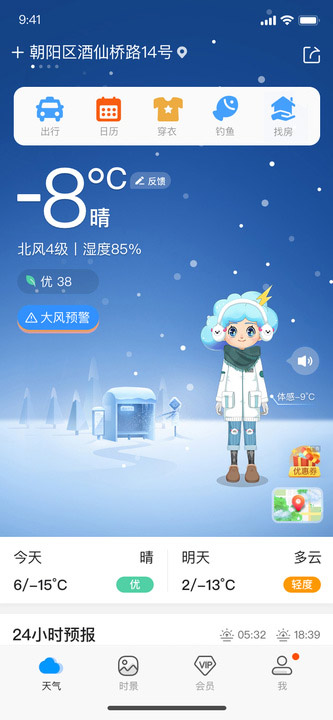 9:41
朝阳区酒仙桥路14号
出行 日历 穿衣 钓鱼 找房
-8°C 反馈
晴
北风4级丨湿度85%
优 38
大风预警
体感-9°C
优惠券
今天 晴 明天 多云
6/-15°C 优 2/-13°C 轻度
24小时预报 05:32 18:39
天气 时景 会员 我
VIP